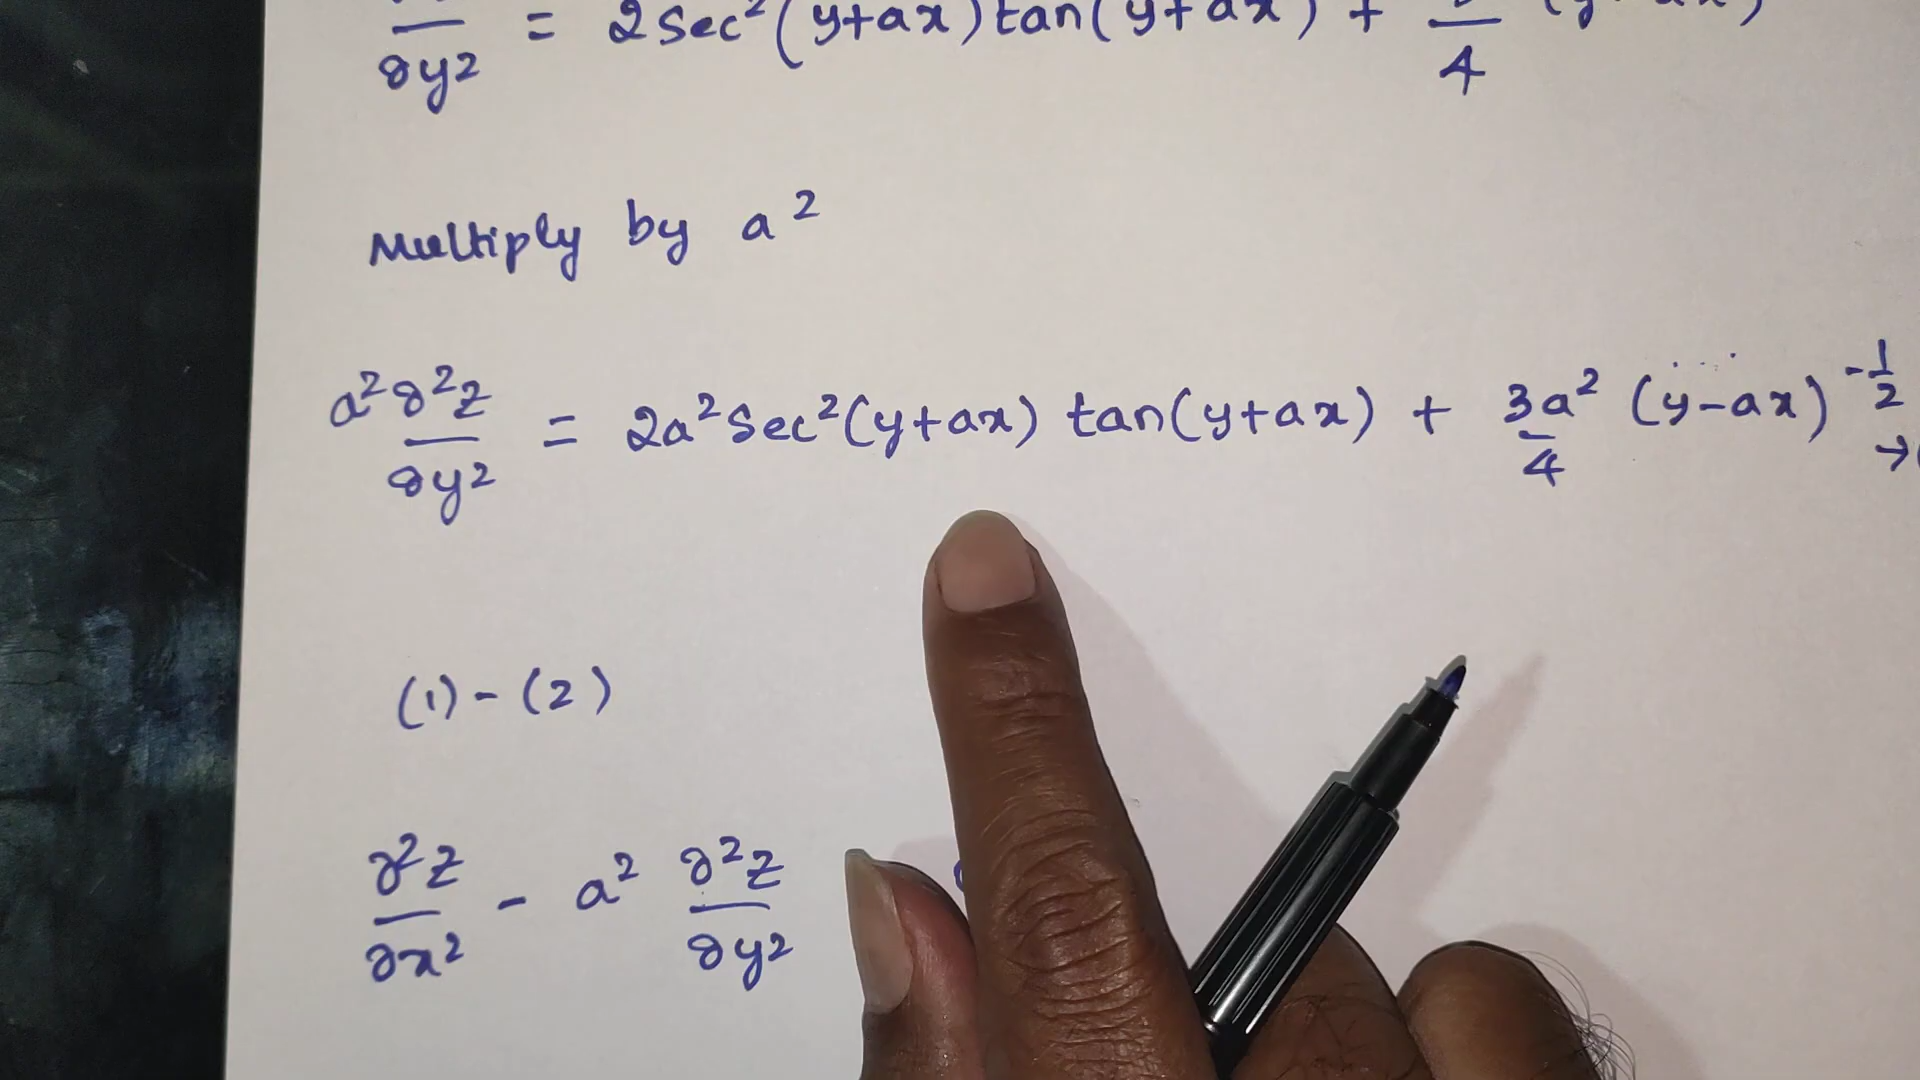 ∂y² = 2sec²(y+ax)tan(y+ax) + 4
Multiply by a²
a²∂²z/∂y² = 2a²sec²(y+ax) tan(y+ax) + 3a²/4 (y-ax)^-1/2 →
(1) - (2)
∂²z/∂x² - a² ∂²z/∂y²